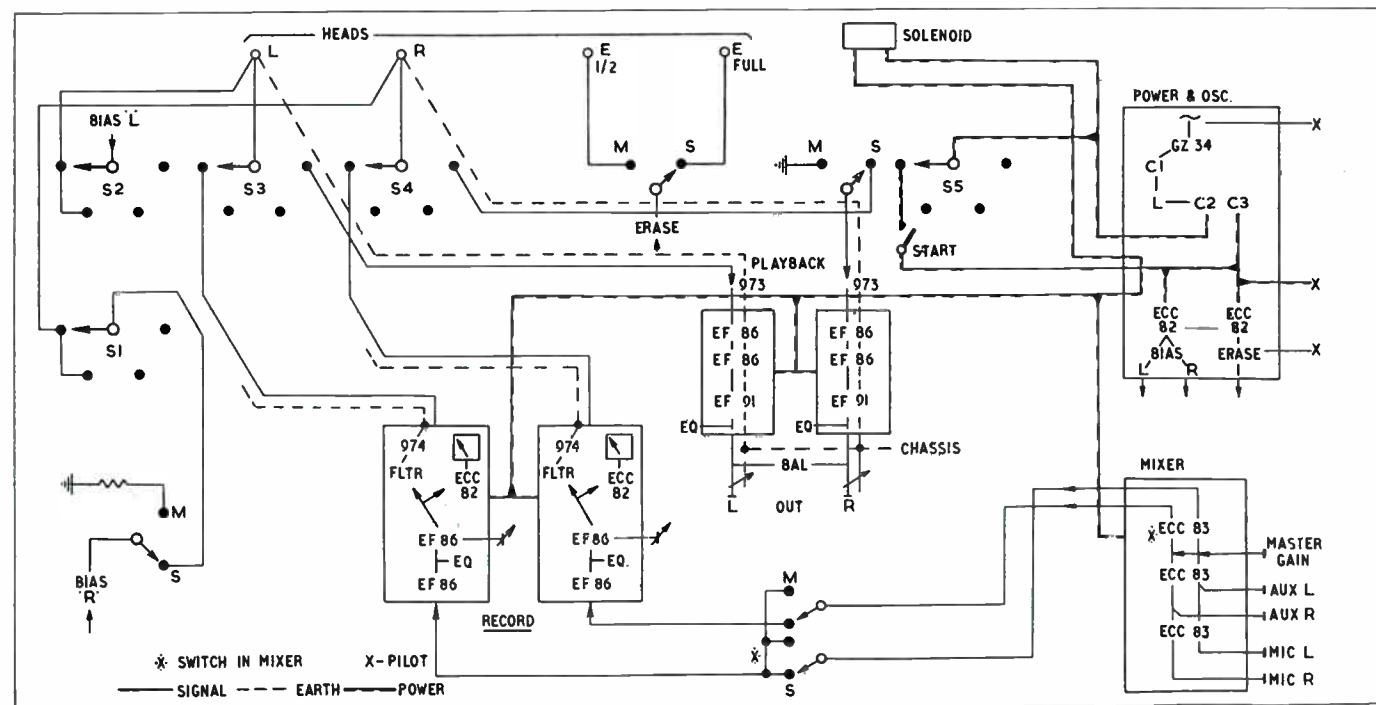 HEADS
L
R
E
1/2
E
FULL
SOLENOID
POWER & OSC.
X
GZ 34
C1
L
C2
C3
BIAS 'L'
S2
S3
S4
M
S
ERASE
M
S
S5
START
X
ECC
82
ECC
82
BIAS
L
R
ERASE
X
PLAYBACK
973
973
EF 86
EF 86
EF 91
EQ
EF 86
EF 86
EF 91
EQ
CHASSIS
BAL
L
OUT
R
S1
M
S
BIAS
'R'
974
FLTR
ECC
82
EF 86
EQ
EF 86
974
FLTR
ECC
82
EF 86
EQ.
EF 86
RECORD
M
S
※
MIXER
※
ECC 83
MASTER
GAIN
ECC 83
AUX L
AUX R
ECC 83
MIC L
MIC R
※ SWITCH IN MIXER
X-PILOT
SIGNAL
EARTH
POWER